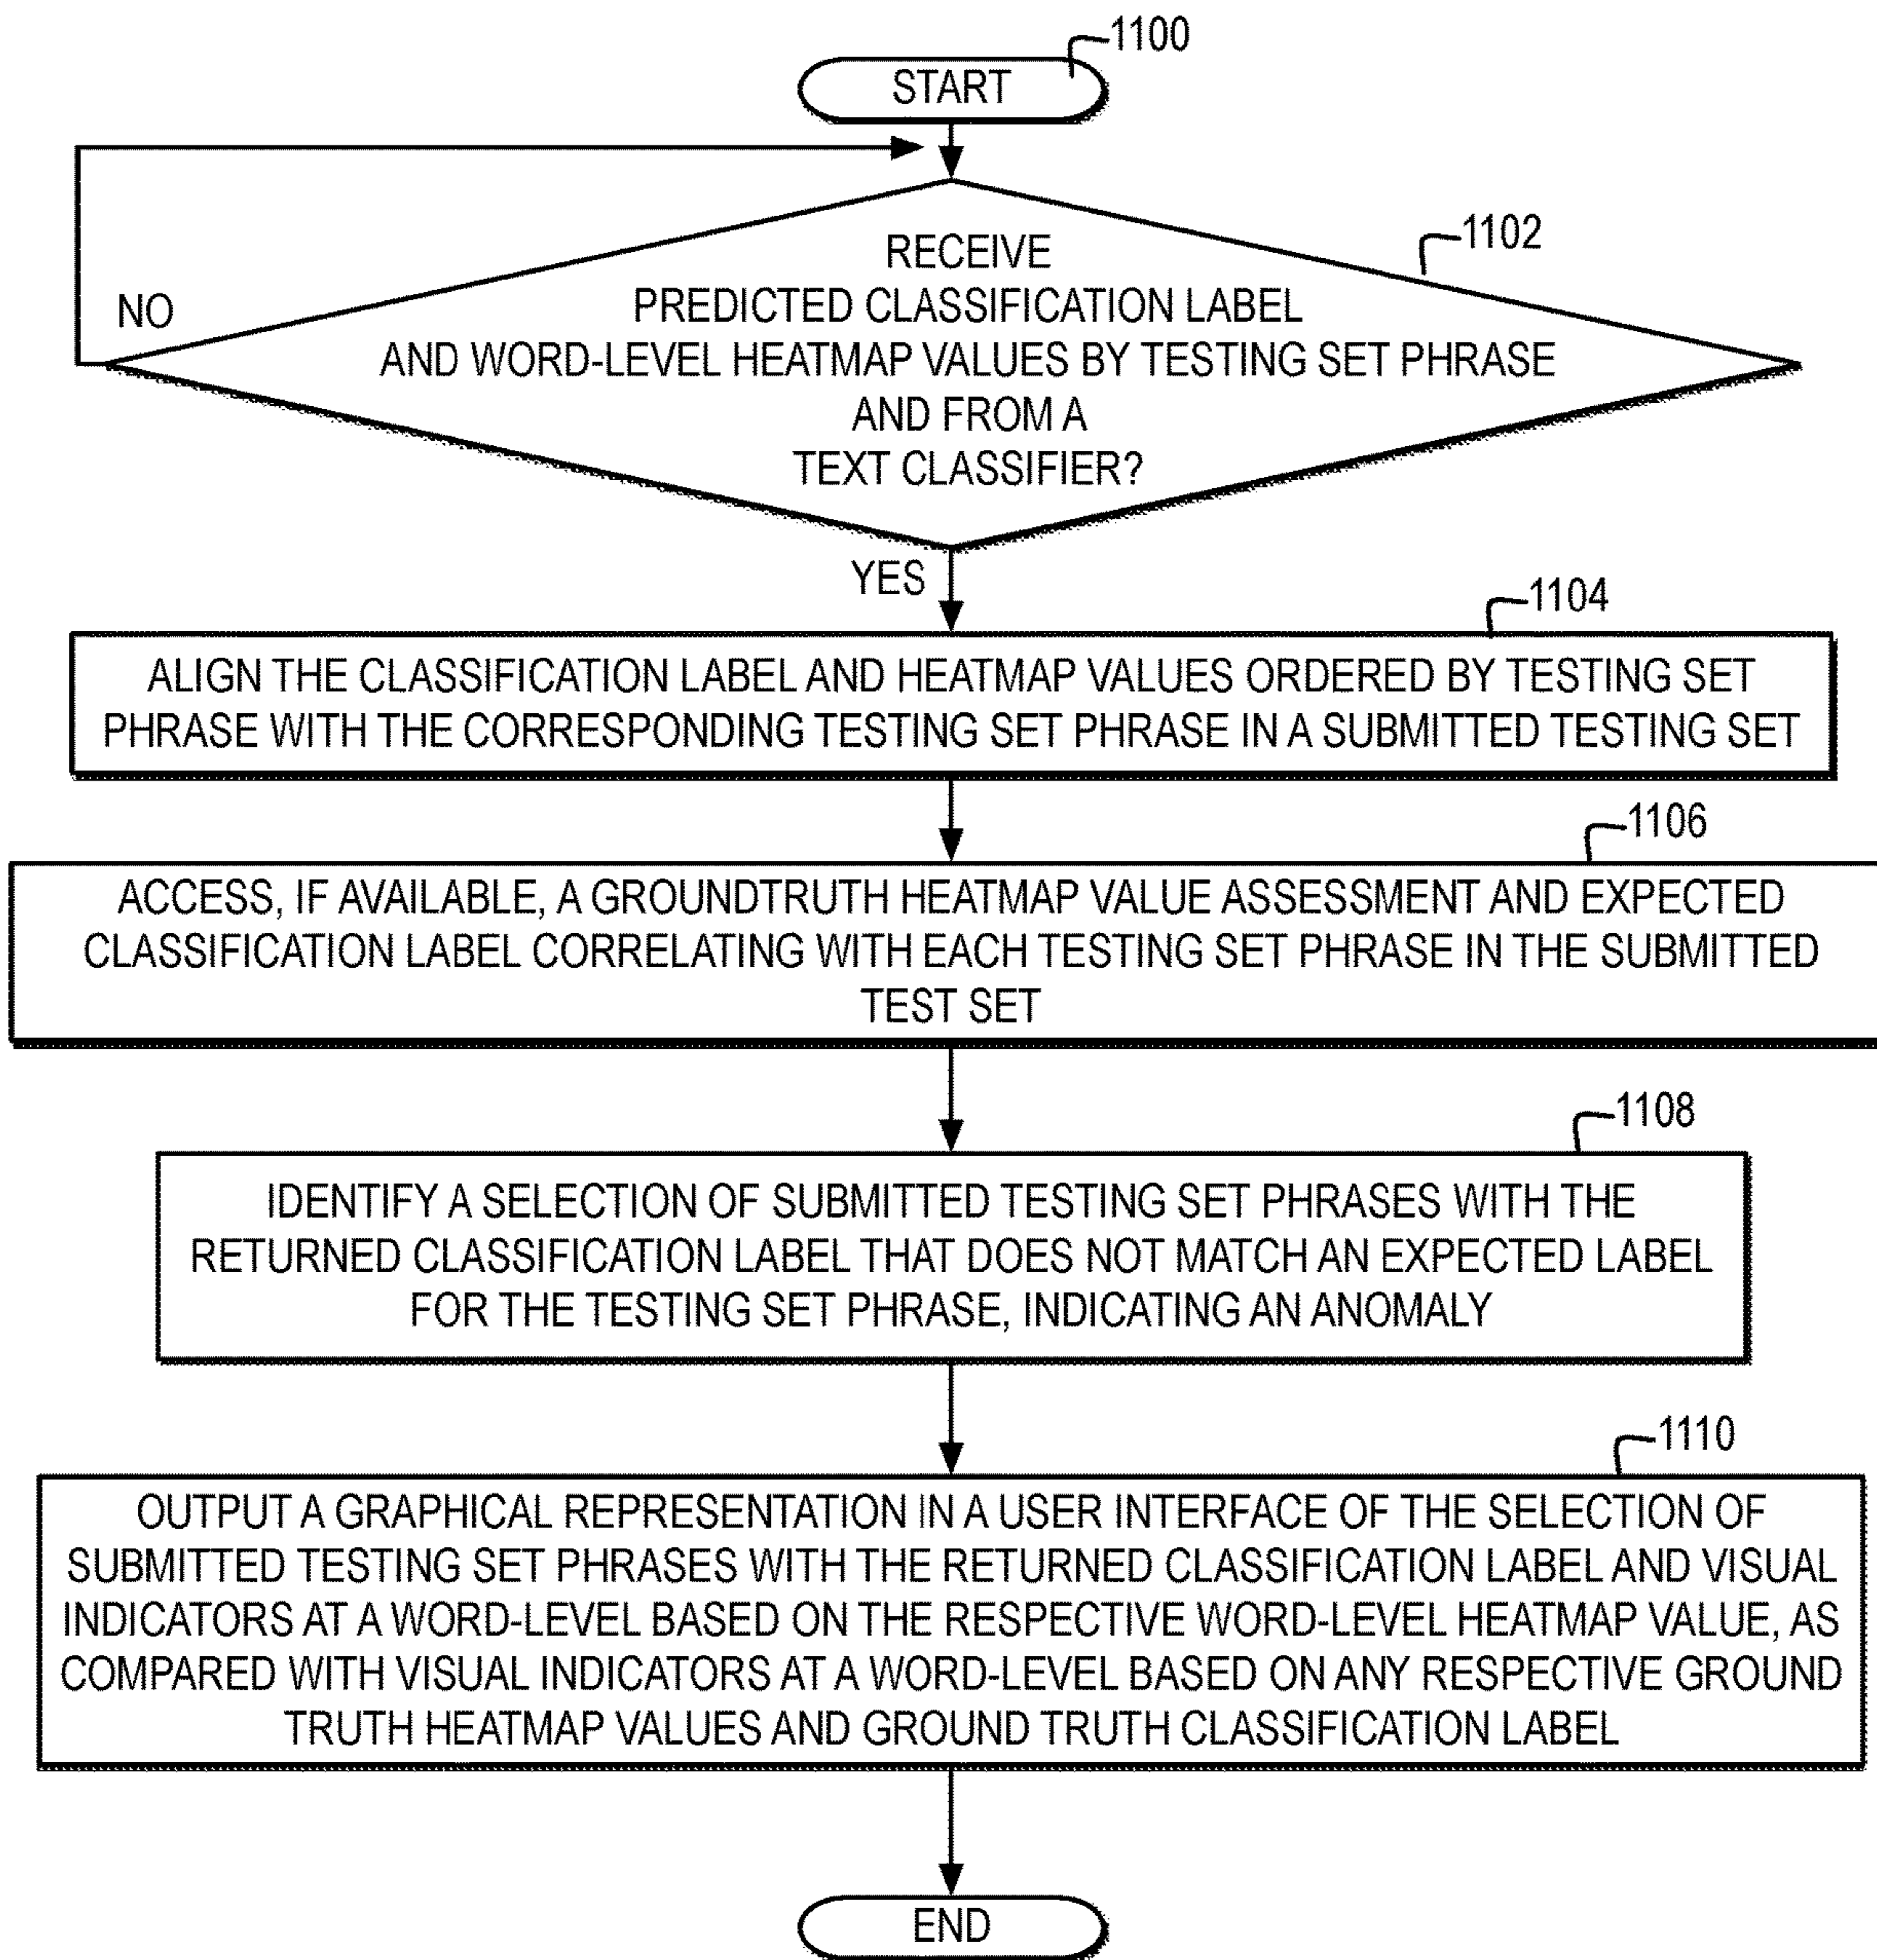 1100
START
1102
RECEIVE
PREDICTED CLASSIFICATION LABEL
AND WORD-LEVEL HEATMAP VALUES BY TESTING SET PHRASE
AND FROM A
TEXT CLASSIFIER?
NO
YES
1104
ALIGN THE CLASSIFICATION LABEL AND HEATMAP VALUES ORDERED BY TESTING SET
PHRASE WITH THE CORRESPONDING TESTING SET PHRASE IN A SUBMITTED TESTING SET
1106
ACCESS, IF AVAILABLE, A GROUNDTRUTH HEATMAP VALUE ASSESSMENT AND EXPECTED
CLASSIFICATION LABEL CORRELATING WITH EACH TESTING SET PHRASE IN THE SUBMITTED
TEST SET
1108
IDENTIFY A SELECTION OF SUBMITTED TESTING SET PHRASES WITH THE
RETURNED CLASSIFICATION LABEL THAT DOES NOT MATCH AN EXPECTED LABEL
FOR THE TESTING SET PHRASE, INDICATING AN ANOMALY
1110
OUTPUT A GRAPHICAL REPRESENTATION IN A USER INTERFACE OF THE SELECTION OF
SUBMITTED TESTING SET PHRASES WITH THE RETURNED CLASSIFICATION LABEL AND VISUAL
INDICATORS AT A WORD-LEVEL BASED ON THE RESPECTIVE WORD-LEVEL HEATMAP VALUE, AS
COMPARED WITH VISUAL INDICATORS AT A WORD-LEVEL BASED ON ANY RESPECTIVE GROUND
TRUTH HEATMAP VALUES AND GROUND TRUTH CLASSIFICATION LABEL
END